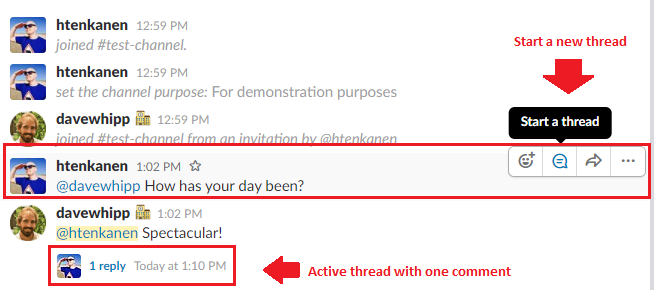 htenkanen 12:59 PM
joined #test-channel.
Start a new thread
htenkanen 12:59 PM
set the channel purpose: For demonstration purposes
davewhipp 12:59 PM
Start a thread
joined #test-channel from an invitation by @htenkanen
htenkanen 1:02 PM
@davewhipp How has your day been?
davewhipp 1:02 PM
@htenkanen Spectacular!
1 reply Today at 1:10 PM
Active thread with one comment